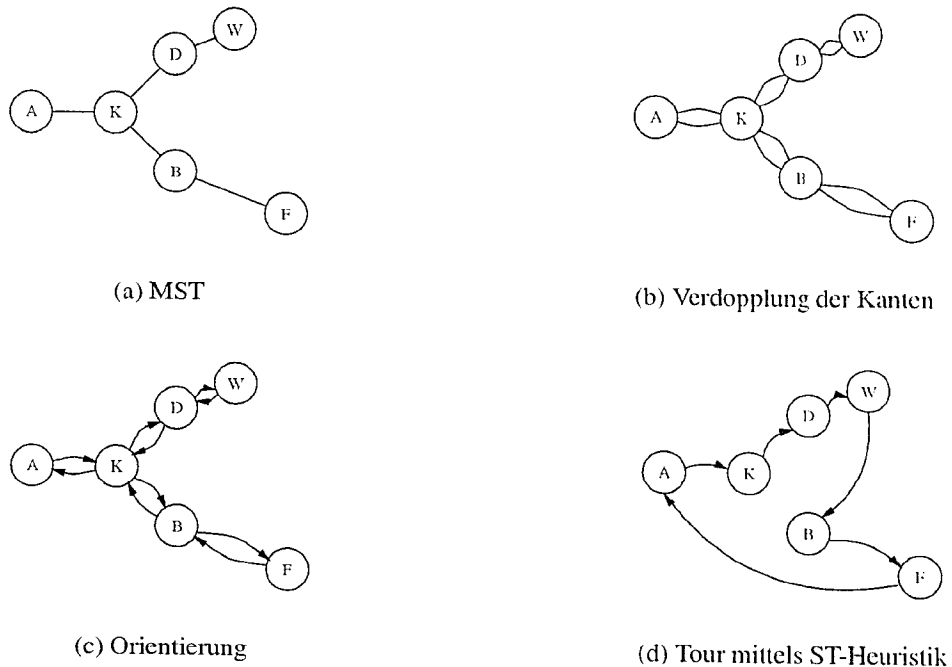 W
D
A
K
B
F
(a) MST
W
D
A
K
B
F
(b) Verdopplung der Kanten
W
D
A
K
B
F
(c) Orientierung
W
D
A
K
B
F
(d) Tour mittels ST-Heuristik